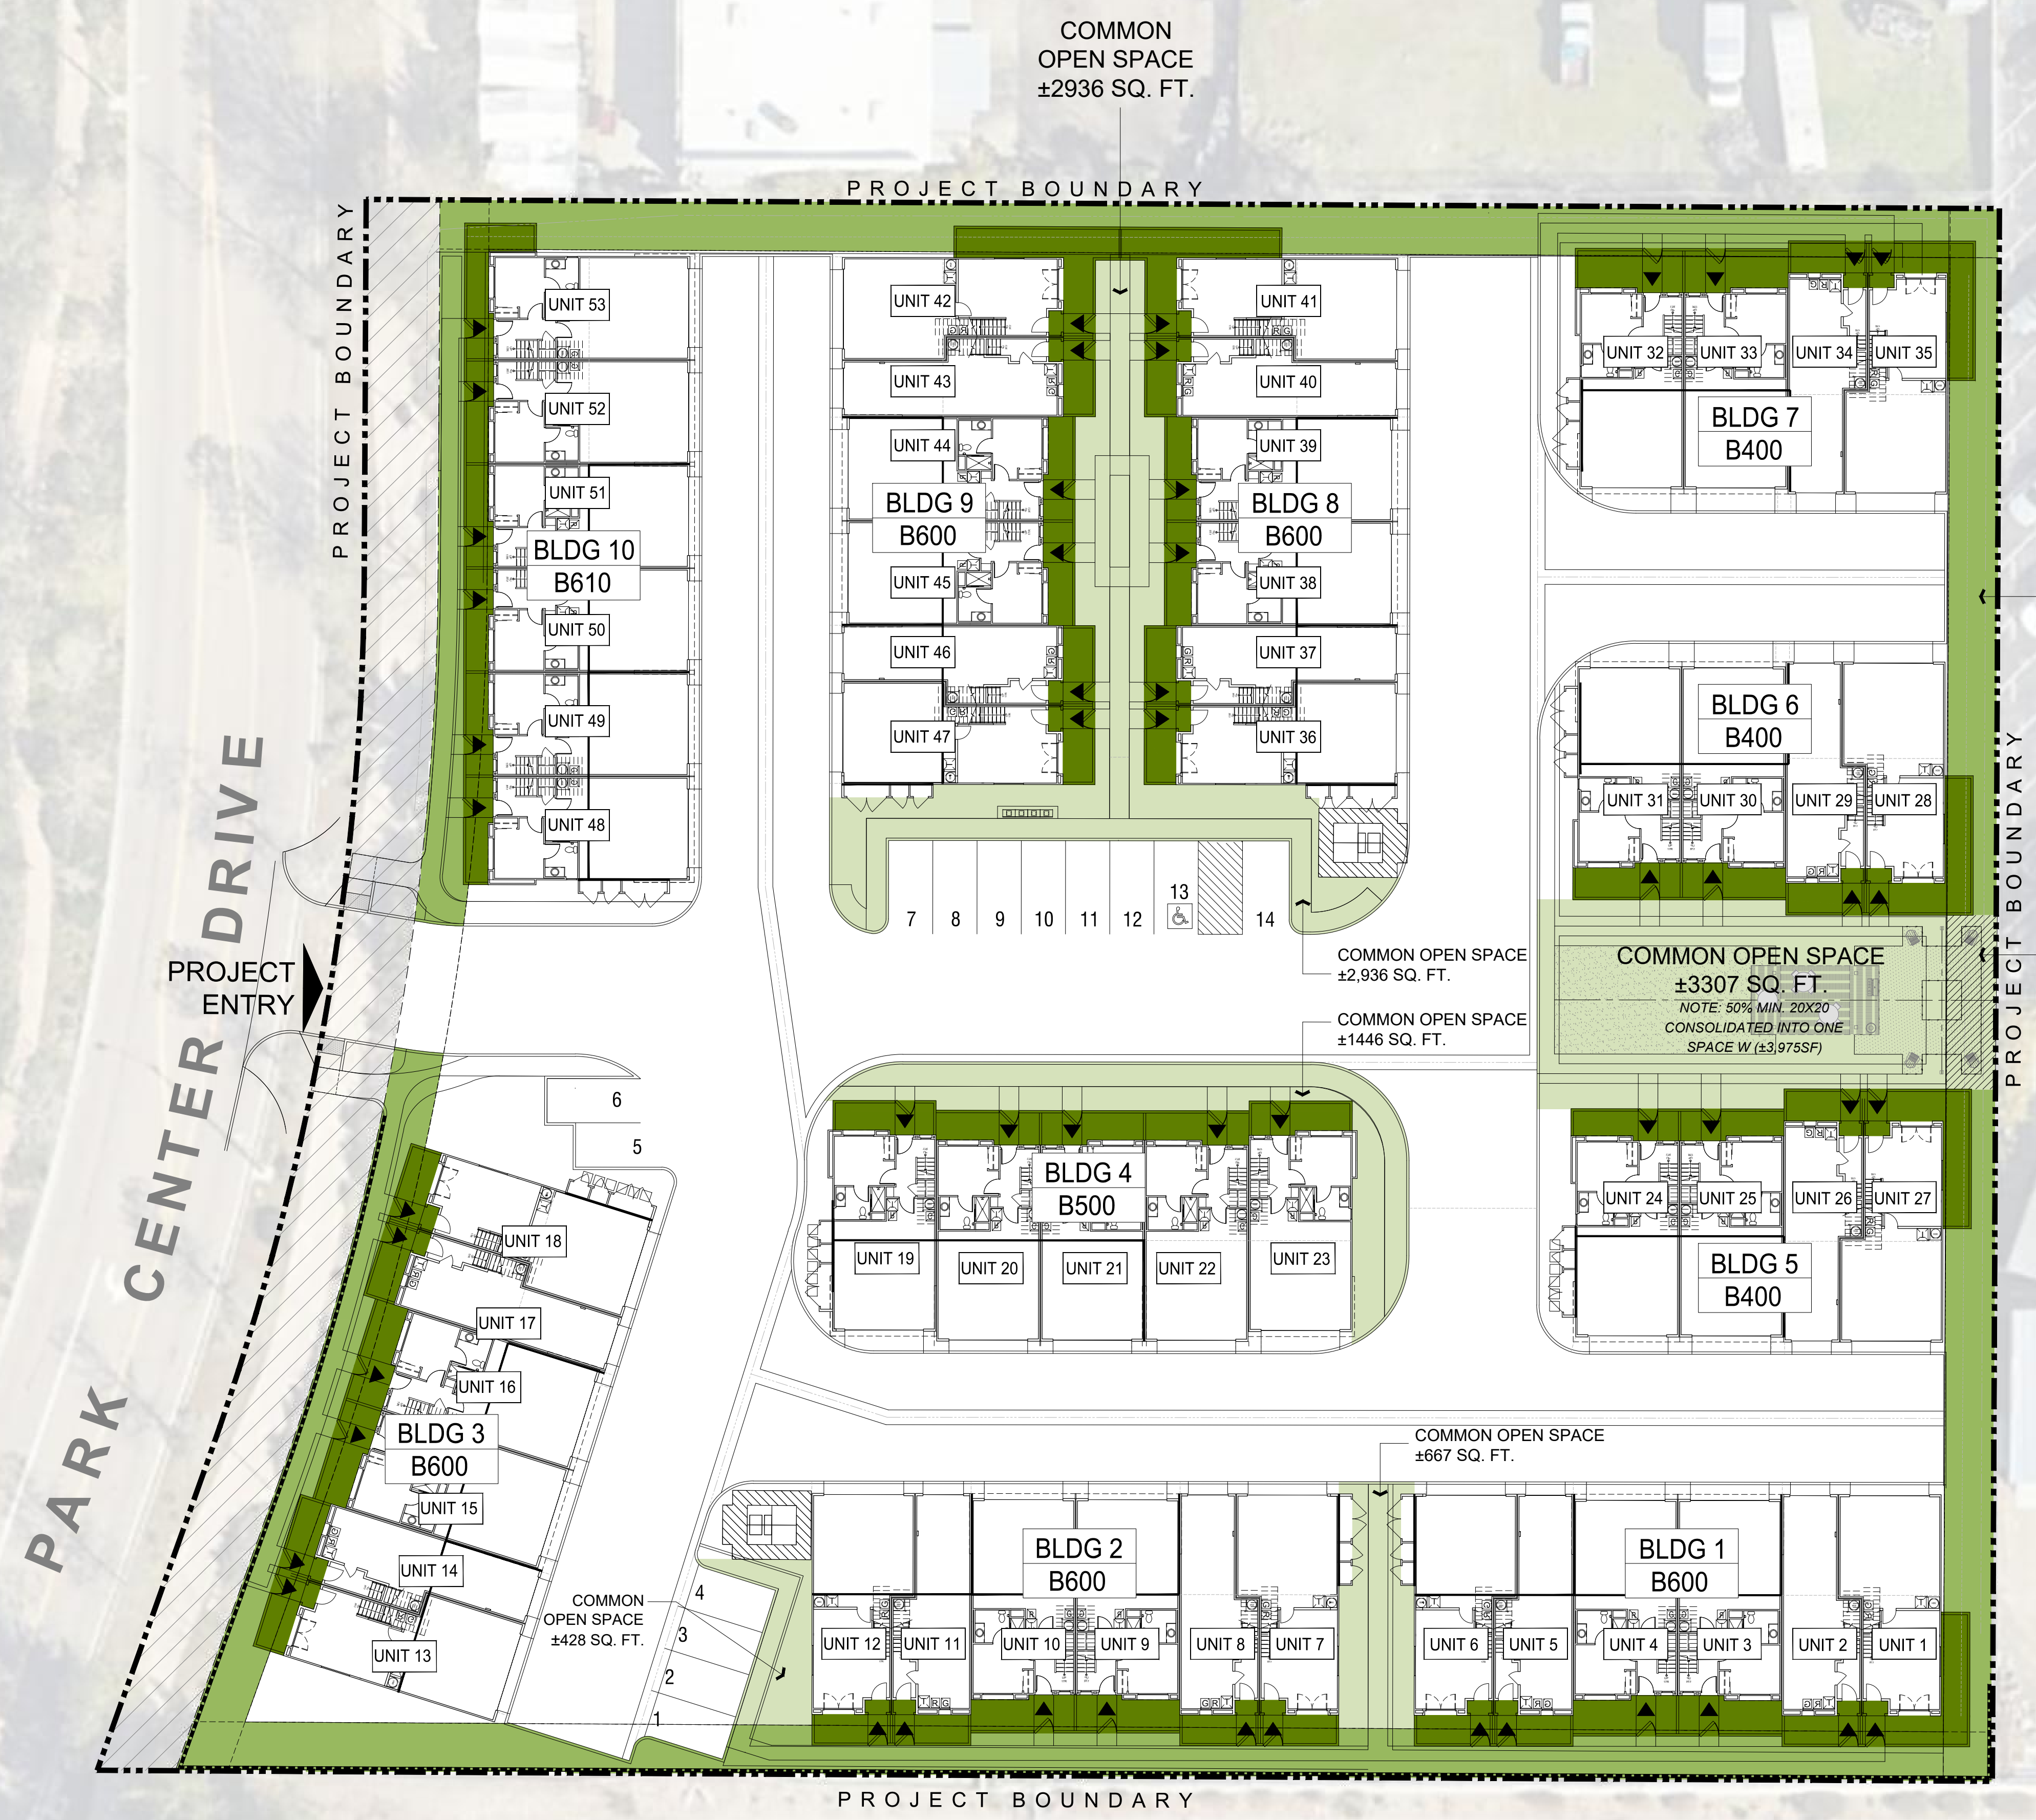 COMMON
OPEN SPACE
±2936 SQ. FT.
PROJECT BOUNDARY
PROJECT BOUNDARY
UNIT 53
UNIT 52
UNIT 51
BLDG 10
B610
UNIT 50
UNIT 49
UNIT 48
UNIT 42
UNIT 43
UNIT 44
BLDG 9
B600
UNIT 45
UNIT 46
UNIT 47
UNIT 41
UNIT 40
UNIT 39
BLDG 8
B600
UNIT 38
UNIT 37
UNIT 36
UNIT 32
UNIT 33
UNIT 34
UNIT 35
BLDG 7
B400
BLDG 6
B400
UNIT 31
UNIT 30
UNIT 29
UNIT 28
PROJECT BOUNDARY
7
8
9
10
11
12
13
14
COMMON OPEN SPACE
±2,936 SQ. FT.
COMMON OPEN SPACE
±3307 SQ. FT.
NOTE: 50% MIN. 20X20
CONSOLIDATED INTO ONE
SPACE W (±3,975SF)
PROJECT
ENTRY
PARK CENTER DRIVE
COMMON OPEN SPACE
±1446 SQ. FT.
6
5
BLDG 4
B500
UNIT 19
UNIT 20
UNIT 21
UNIT 22
UNIT 23
UNIT 24
UNIT 25
UNIT 26
UNIT 27
BLDG 5
B400
UNIT 18
UNIT 17
UNIT 16
BLDG 3
B600
UNIT 15
UNIT 14
UNIT 13
COMMON OPEN SPACE
±667 SQ. FT.
COMMON
OPEN SPACE
±428 SQ. FT.
4
3
2
1
BLDG 2
B600
UNIT 12
UNIT 11
UNIT 10
UNIT 9
UNIT 8
UNIT 7
BLDG 1
B600
UNIT 6
UNIT 5
UNIT 4
UNIT 3
UNIT 2
UNIT 1
PROJECT BOUNDARY